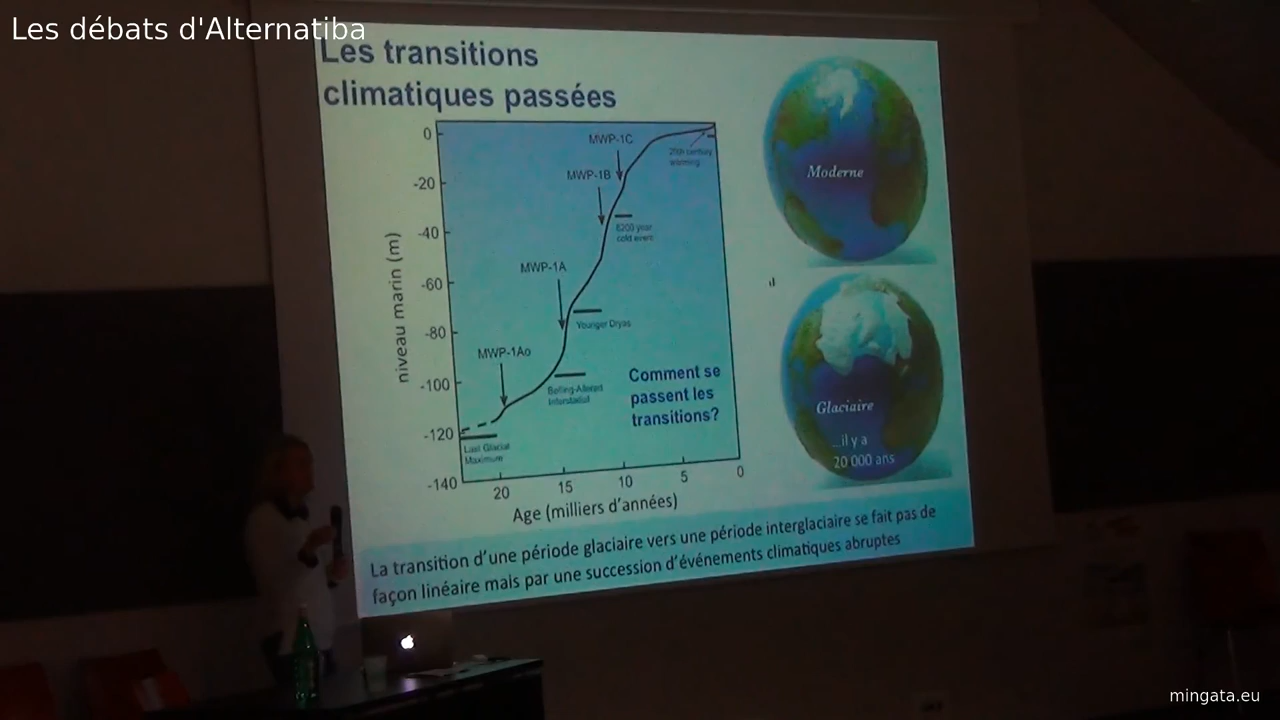 Les débats d'Alternatiba
Les transitions
climatiques passées
0
-20
-40
-60
-80
-100
-120
-140
niveau marin (m)
MWP-1C
MWP-1B
MWP-1A
MWP-1Ao
20th century
warming
8200 year
cold event
Younger Dryas
Bølling-Allerød
Interstadial
Last Glacial
Maximum
Comment se
passent les
transitions?
20
15
10
5
0
Age (milliers d'années)
Moderne
Glaciaire
...il y a
20 000 ans
La transition d'une période glaciaire vers une période interglaciaire se fait pas de
façon linéaire mais par une succession d'événements climatiques abruptes
mingata.eu